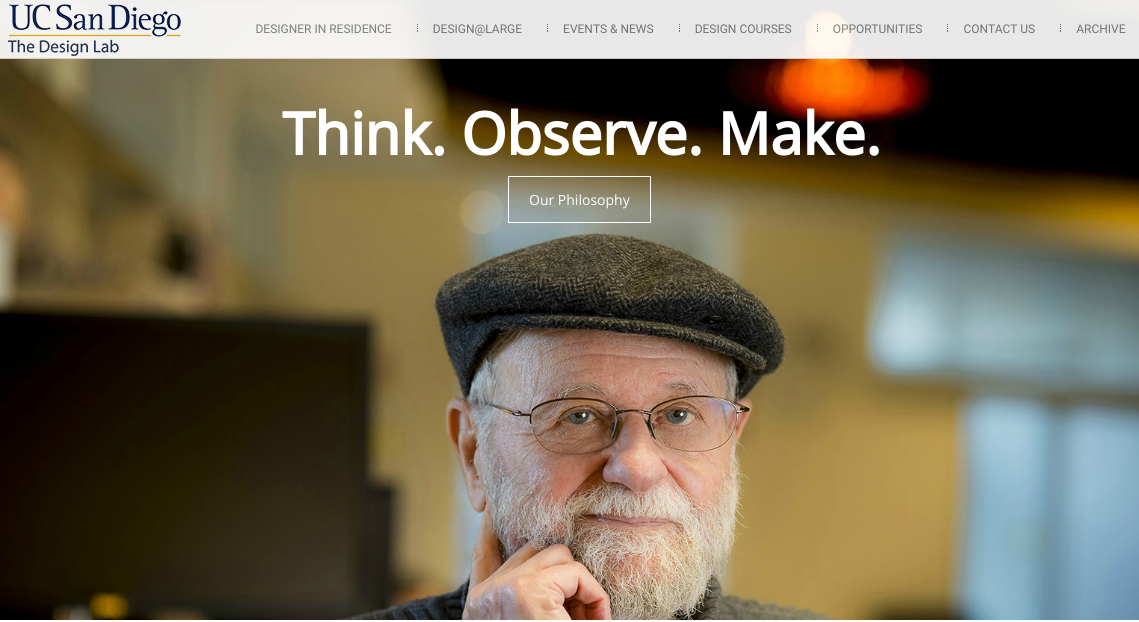 UC San Diego
The Design Lab
DESIGNER IN RESIDENCE
DESIGN@LARGE
EVENTS & NEWS
DESIGN COURSES
OPPORTUNITIES
CONTACT US
ARCHIVE
Think. Observe. Make.
Our Philosophy